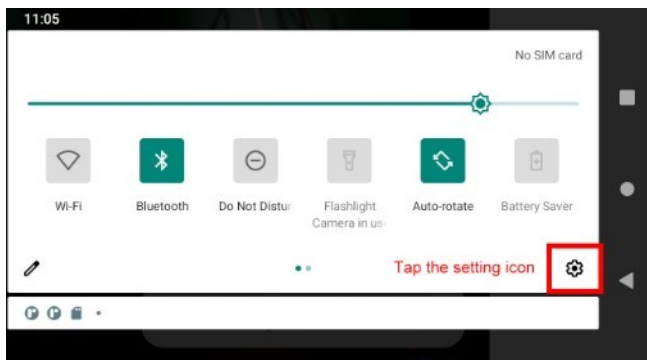 11:05
No SIM card
Wi-Fi
Bluetooth
Do Not Distur
Flashlight
Camera in us
Auto-rotate
Battery Saver
Tap the setting icon